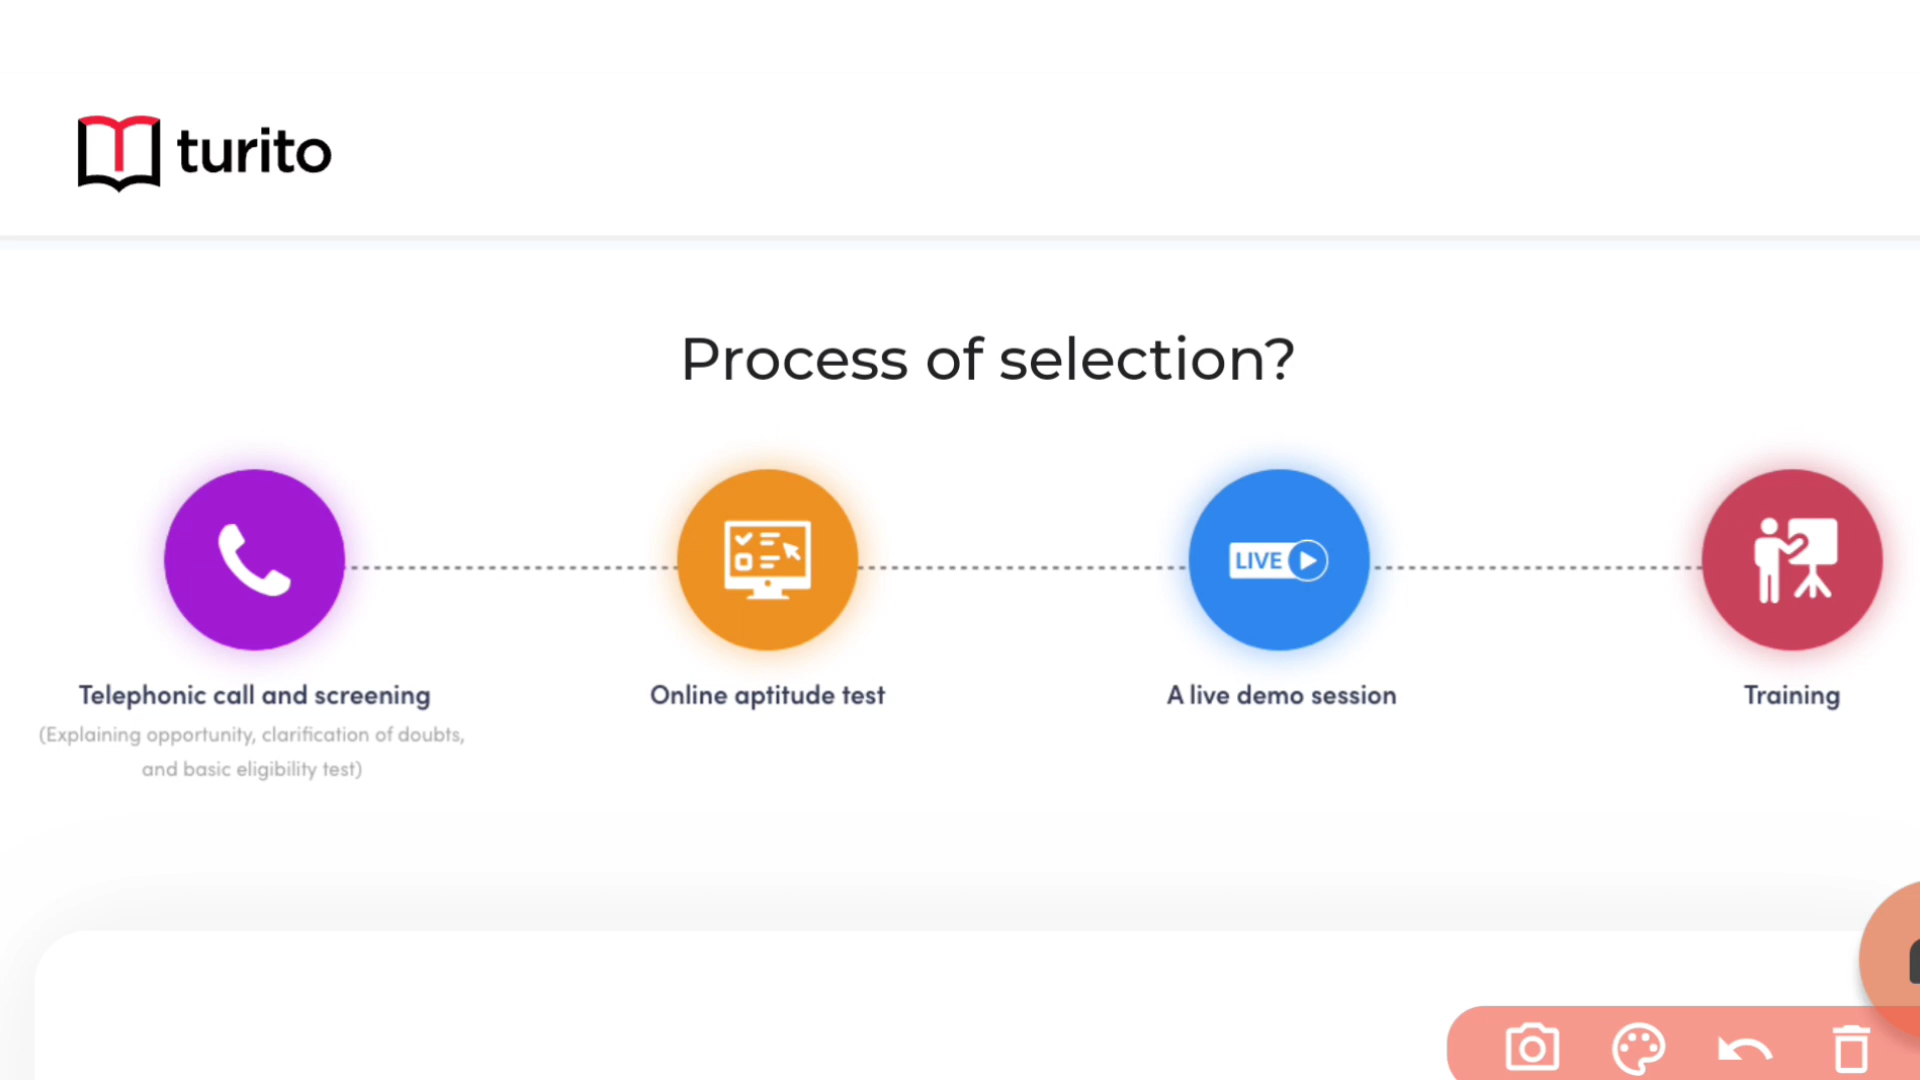 turito
Process of selection?
LIVE
Telephonic call and screening
(Explaining opportunity, clarification of doubts,
and basic eligibility test)
Online aptitude test
A live demo session
Training